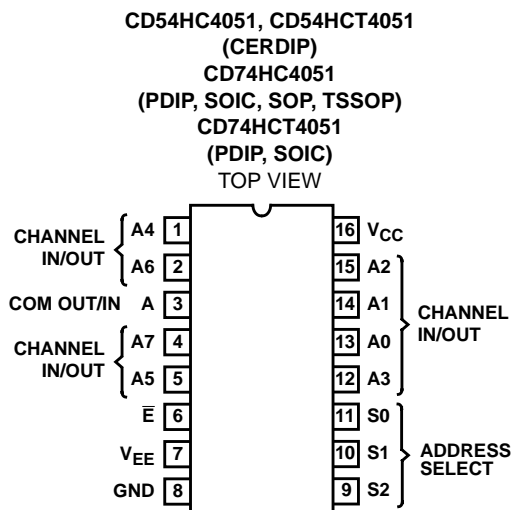 CD54HC4051, CD54HCT4051
(CERDIP)
CD74HC4051
(PDIP, SOIC, SOP, TSSOP)
CD74HCT4051
(PDIP, SOIC)
TOP VIEW
CHANNEL
IN/OUT
A4 1
A6 2
COM OUT/IN A 3
CHANNEL
IN/OUT
A7 4
A5 5
E̅ 6
VEE 7
GND 8
16 VCC
15 A2
14 A1
13 A0
12 A3
CHANNEL
IN/OUT
11 S0
10 S1
9 S2
ADDRESS
SELECT